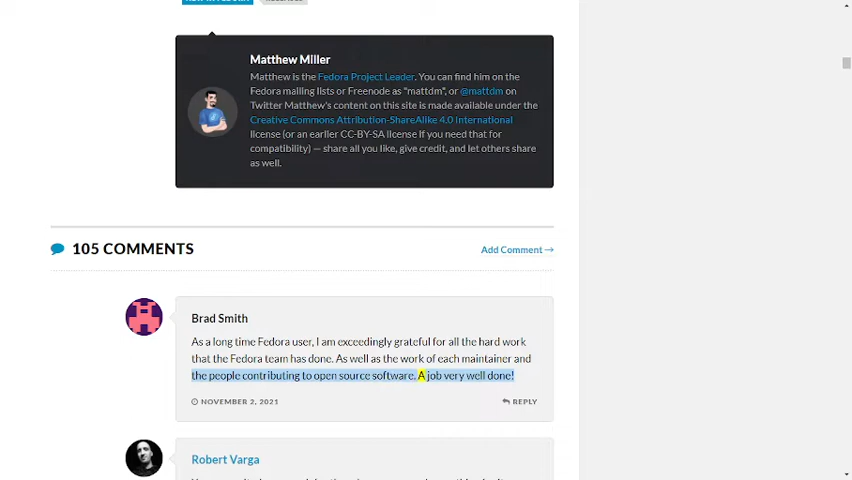 Matthew Miller
Matthew is the Fedora Project Leader. You can find him on the
Fedora mailing lists or Freenode as "mattdm", or @mattdm on
Twitter Matthew's content on this site is made available under the
Creative Commons Attribution-ShareAlike 4.0 International
license (or an earlier CC-BY-SA license if you need that for
compatibility) — share all you like, give credit, and let others share
as well.
105 COMMENTS
Add Comment →
Brad Smith
As a long time Fedora user, I am exceedingly grateful for all the hard work
that the Fedora team has done. As well as the work of each maintainer and
the people contributing to open source software. A job very well done!
NOVEMBER 2, 2021
REPLY
Robert Varga